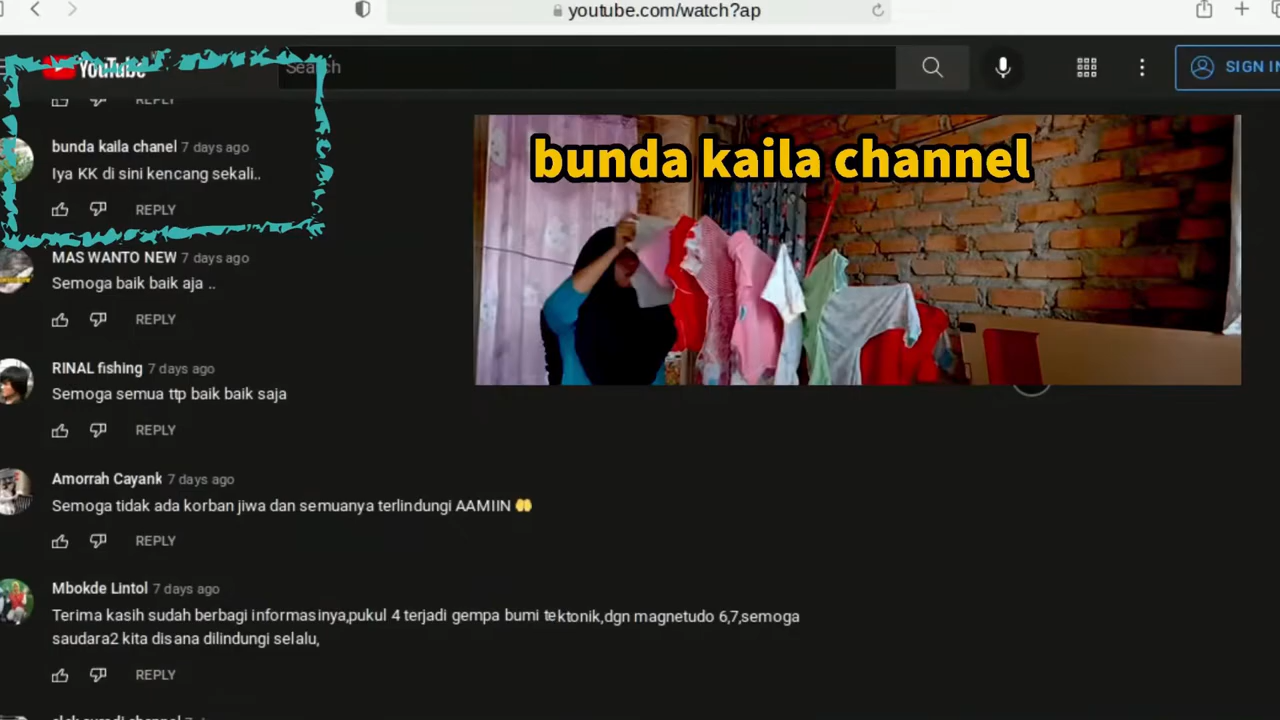 youtube.com/watch?ap
YouTube
Search
SIGN IN
REPLY
bunda kaila chanel 7 days ago
Iya KK di sini kencang sekali..
REPLY
bunda kaila channel
MAS WANTO NEW 7 days ago
Semoga baik baik aja ..
REPLY
RINAL fishing 7 days ago
Semoga semua ttp baik baik saja
REPLY
Amorrah Cayank 7 days ago
Semoga tidak ada korban jiwa dan semuanya terlindungi AAMIIN 🤲
REPLY
Mbokde Lintol 7 days ago
Terima kasih sudah berbagi informasinya,pukul 4 terjadi gempa bumi tektonik,dgn magnetudo 6,7,semoga
saudara2 kita disana dilindungi selalu,
REPLY